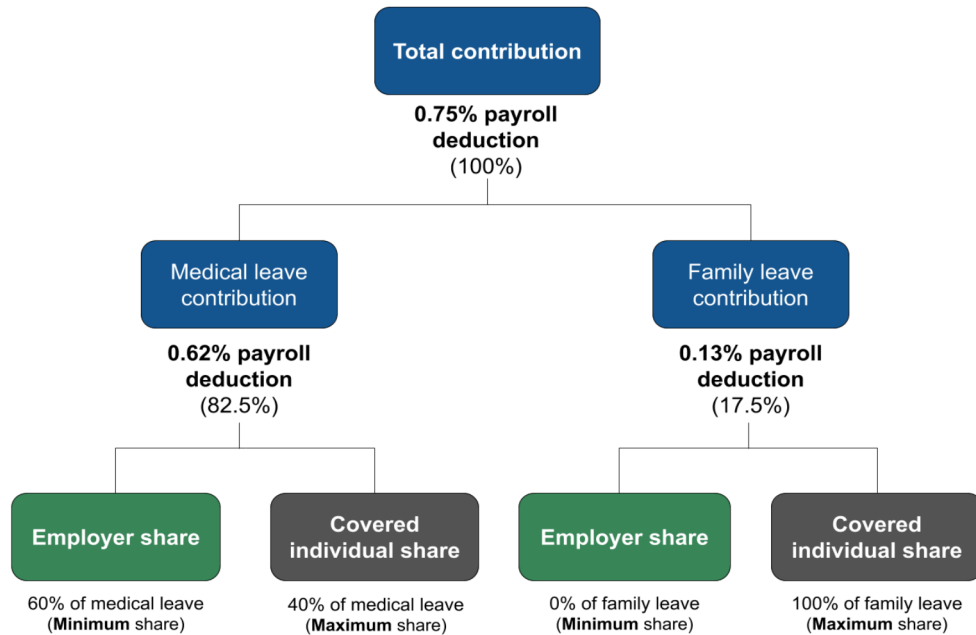 Total contribution
0.75% payroll
deduction
(100%)
Medical leave
contribution
Family leave
contribution
0.62% payroll
deduction
(82.5%)
0.13% payroll
deduction
(17.5%)
Employer share
Covered
individual share
Employer share
Covered
individual share
60% of medical leave
(Minimum share)
40% of medical leave
(Maximum share)
0% of family leave
(Minimum share)
100% of family leave
(Maximum share)